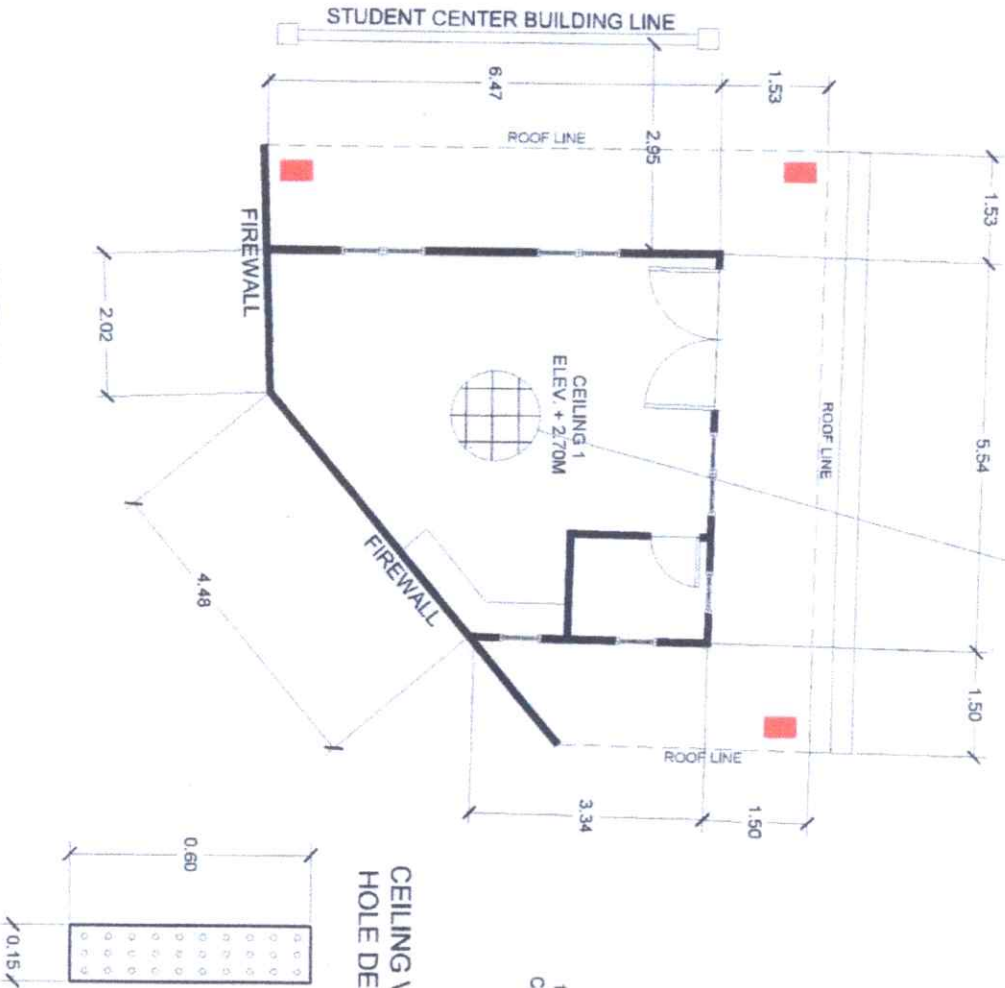 STUDENT CENTER BUILDING LINE
6.47
1.53
ROOF LINE
2.95
1.53
FIREWALL
2.02
CEILING 1
ELEV. + 2.70M
ROOF LINE
5.54
FIREWALL
4.48
1.50
ROOF LINE
3.34
1.50
0.60
0.15
CEILING
HOLE